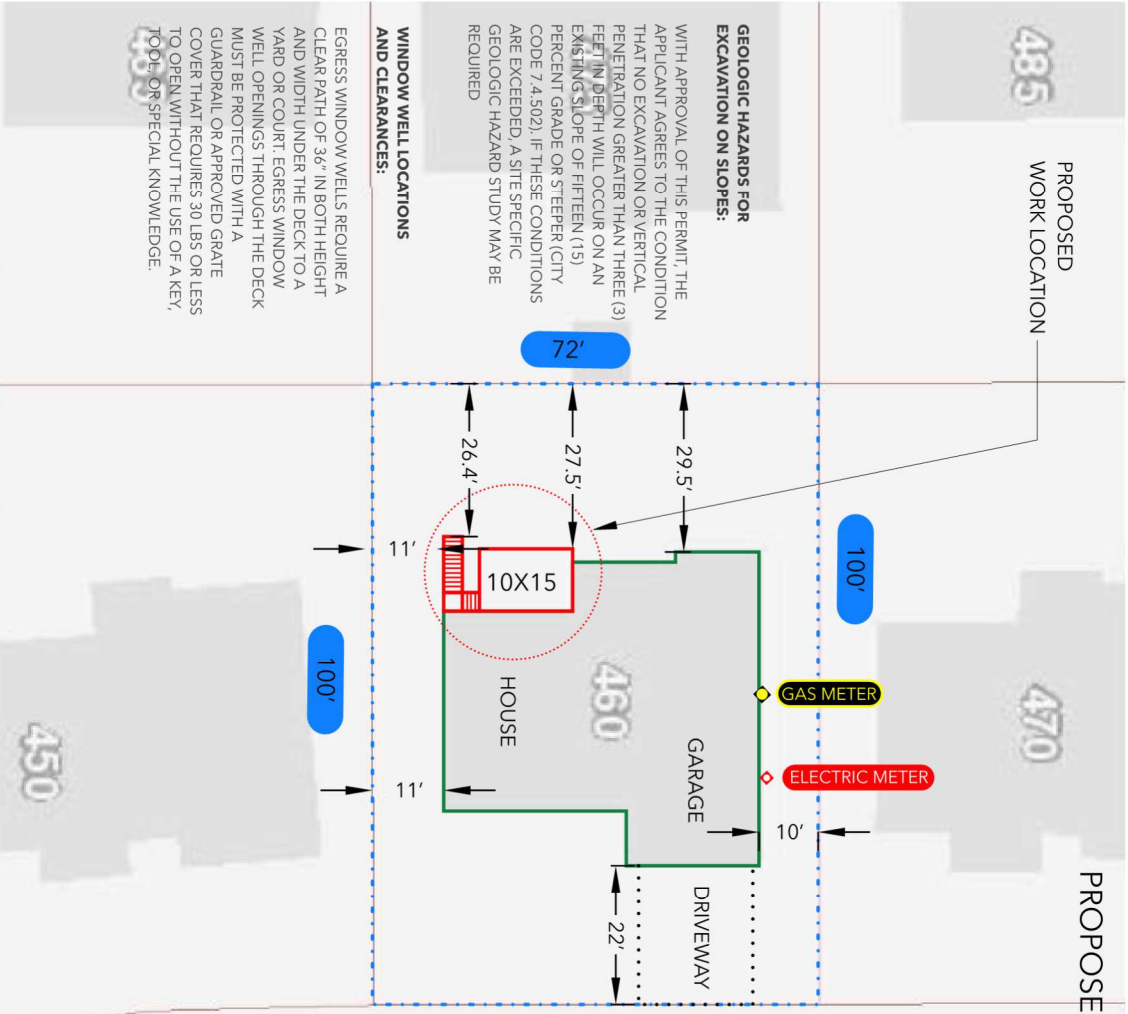 PROPOSE
PROPOSED
WORK LOCATION
485
GEOLOGIC HAZARDS FOR
EXCAVATION ON SLOPES:
WITH APPROVAL OF THIS PERMIT, THE
APPLICANT AGREES TO THE CONDITION
THAT NO EXCAVATION OR VERTICAL
PENETRATION GREATER THAN THREE (3)
FEET IN DEPTH WILL OCCUR ON AN
EXISTING SLOPE OF FIFTEEN (15)
PERCENT GRADE OR STEEPER (CITY
CODE 7.4.502). IF THESE CONDITIONS
ARE EXCEEDED, A SITE SPECIFIC
GEOLOGIC HAZARD STUDY MAY BE
REQUIRED
WINDOW WELL LOCATIONS
AND CLEARANCES:
EGRESS WINDOW WELLS REQUIRE A
CLEAR PATH OF 36" IN BOTH HEIGHT
AND WIDTH UNDER THE DECK TO A
YARD OR COURT. EGRESS WINDOW
WELL OPENINGS THROUGH THE DECK
MUST BE PROTECTED WITH A
GUARDRAIL OR APPROVED GRATE
COVER THAT REQUIRES 30 LBS OR LESS
TO OPEN WITHOUT THE USE OF A KEY,
TOOL, OR SPECIAL KNOWLEDGE.
72'
29.5'
27.5'
26.4'
100'
11'
10X15
470
GAS METER
ELECTRIC METER
460
HOUSE
GARAGE
100'
11'
10'
450
DRIVEWAY
22'